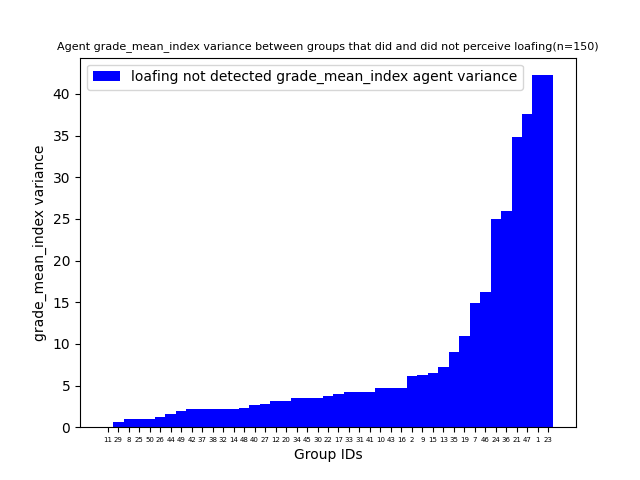 Agent grade_mean_index variance between groups that did and did not perceive loafing(n=150)
loafing not detected grade_mean_index agent variance
40
35
30
25
20
15
10
5
0
grade_mean_index variance
11 29 8 25 50 26 44 49 42 37 38 32 14 48 40 27 12 20 34 45 30 22 17 33 31 41 10 43 16 2 9 15 13 35 19 7 46 24 36 21 47 1 23
Group IDs